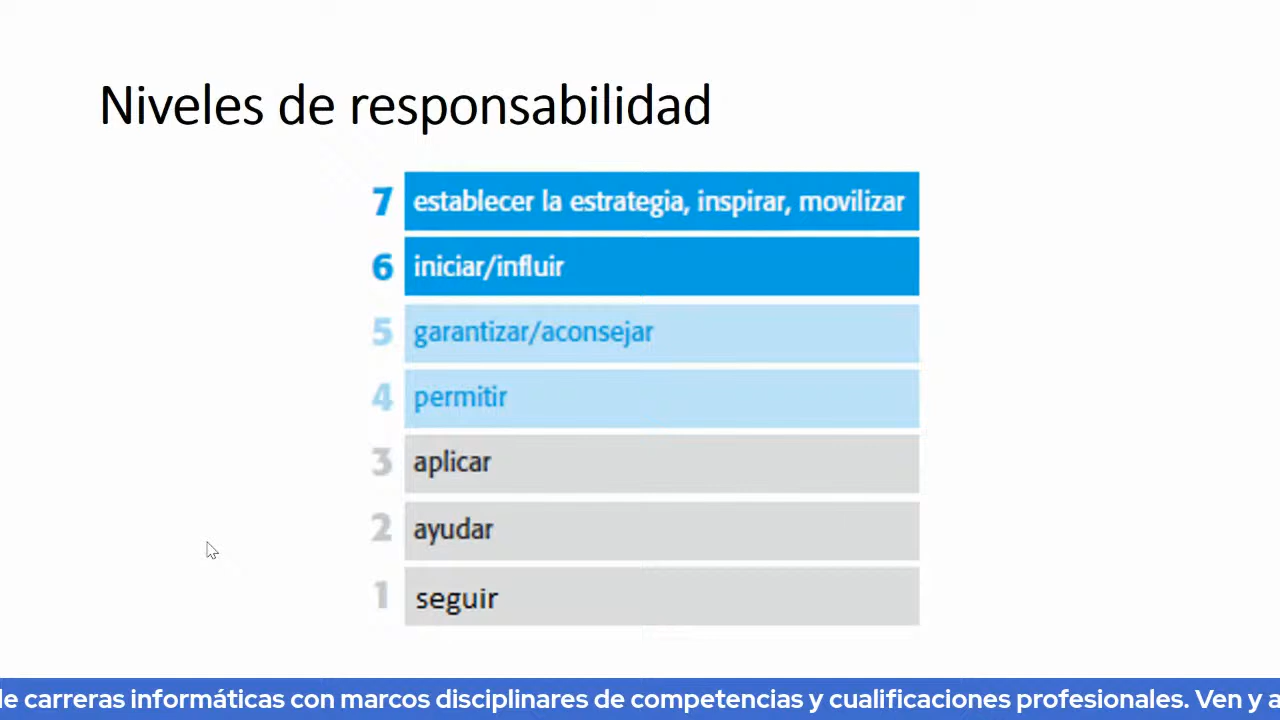 Niveles de responsabilidad
7 establecer la estrategia, inspirar, movilizar
6 iniciar/influir
5 garantizar/aconsejar
4 permitir
3 aplicar
2 ayudar
1 seguir
de carreras informáticas con marcos disciplinares de competencias y cualificaciones profesionales. Ven y a